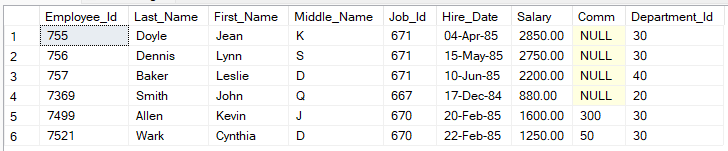 Employee_Id Last_Name First_Name Middle_Name Job_Id Hire_Date Salary Comm Department_Id
1 755 Doyle Jean K 671 04-Apr-85 2850.00 NULL 30
2 756 Dennis Lynn S 671 15-May-85 2750.00 NULL 30
3 757 Baker Leslie D 671 10-Jun-85 2200.00 NULL 40
4 7369 Smith John Q 667 17-Dec-84 880.00 NULL 20
5 7499 Allen Kevin J 670 20-Feb-85 1600.00 300 30
6 7521 Wark Cynthia D 670 22-Feb-85 1250.00 50 30